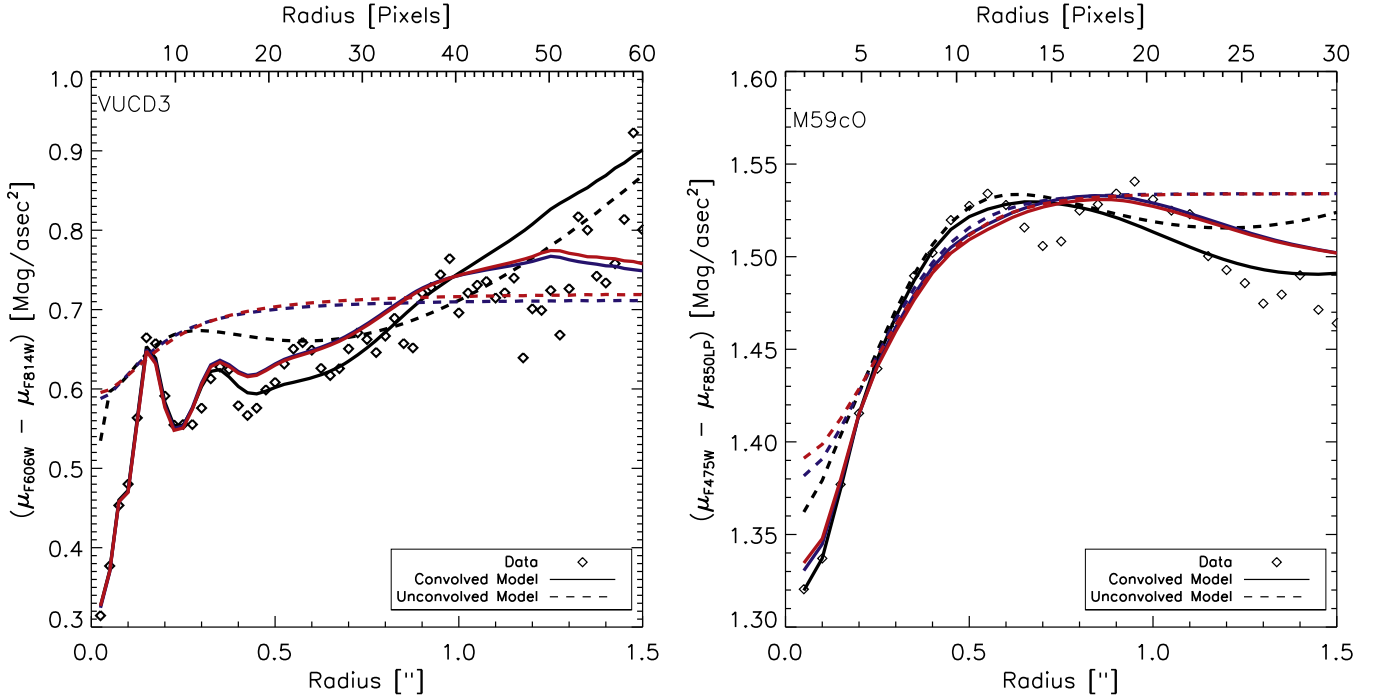 Radius [Pixels]
10 20 30 40 50 60
1.0
0.9
0.8
0.7
0.6
0.5
0.4
0.3
VUCD3
(μF606W − μF814W) [Mag/asec²]
Data
Convolved Model
Unconvolved Model
0.0 0.5 1.0 1.5
Radius ["]
Radius [Pixels]
5 10 15 20 25 30
1.60
1.55
1.50
1.45
1.40
1.35
1.30
M59cO
(μF475W − μF850LP) [Mag/asec²]
Data
Convolved Model
Unconvolved Model
0.0 0.5 1.0 1.5
Radius ["]